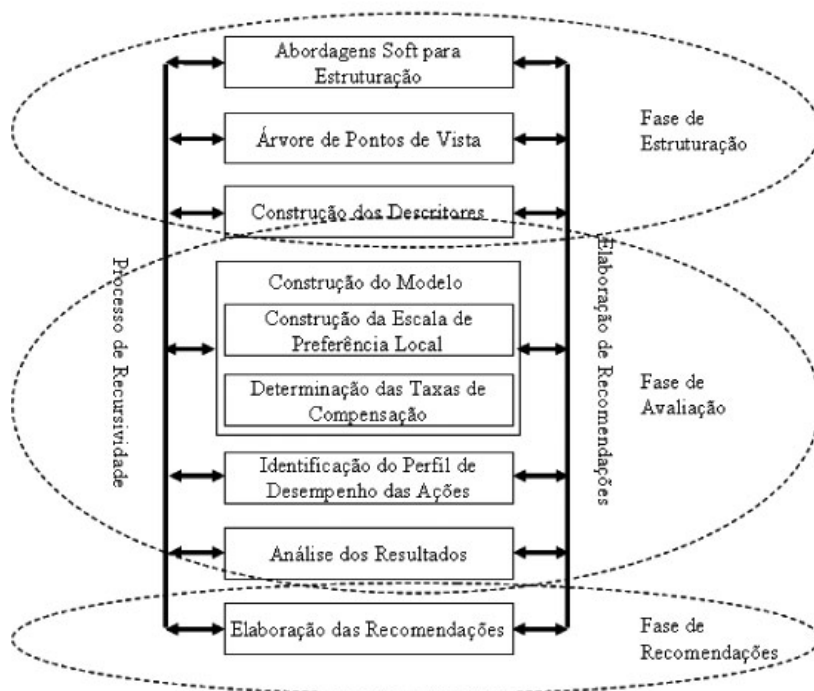 Abordagens Soft para
Estruturação
Árvore de Pontos de Vista
Fase de
Estruturação
Construção dos Descritores
Processo de Recursividade
Elaboração de Recomendações
Construção do Modelo
Construção da Escala de
Preferência Local
Determinação das Taxas de
Compensação
Fase de
Avaliação
Identificação do Perfil de
Desempenho das Ações
Análise dos Resultados
Elaboração das Recomendações
Fase de
Recomendações